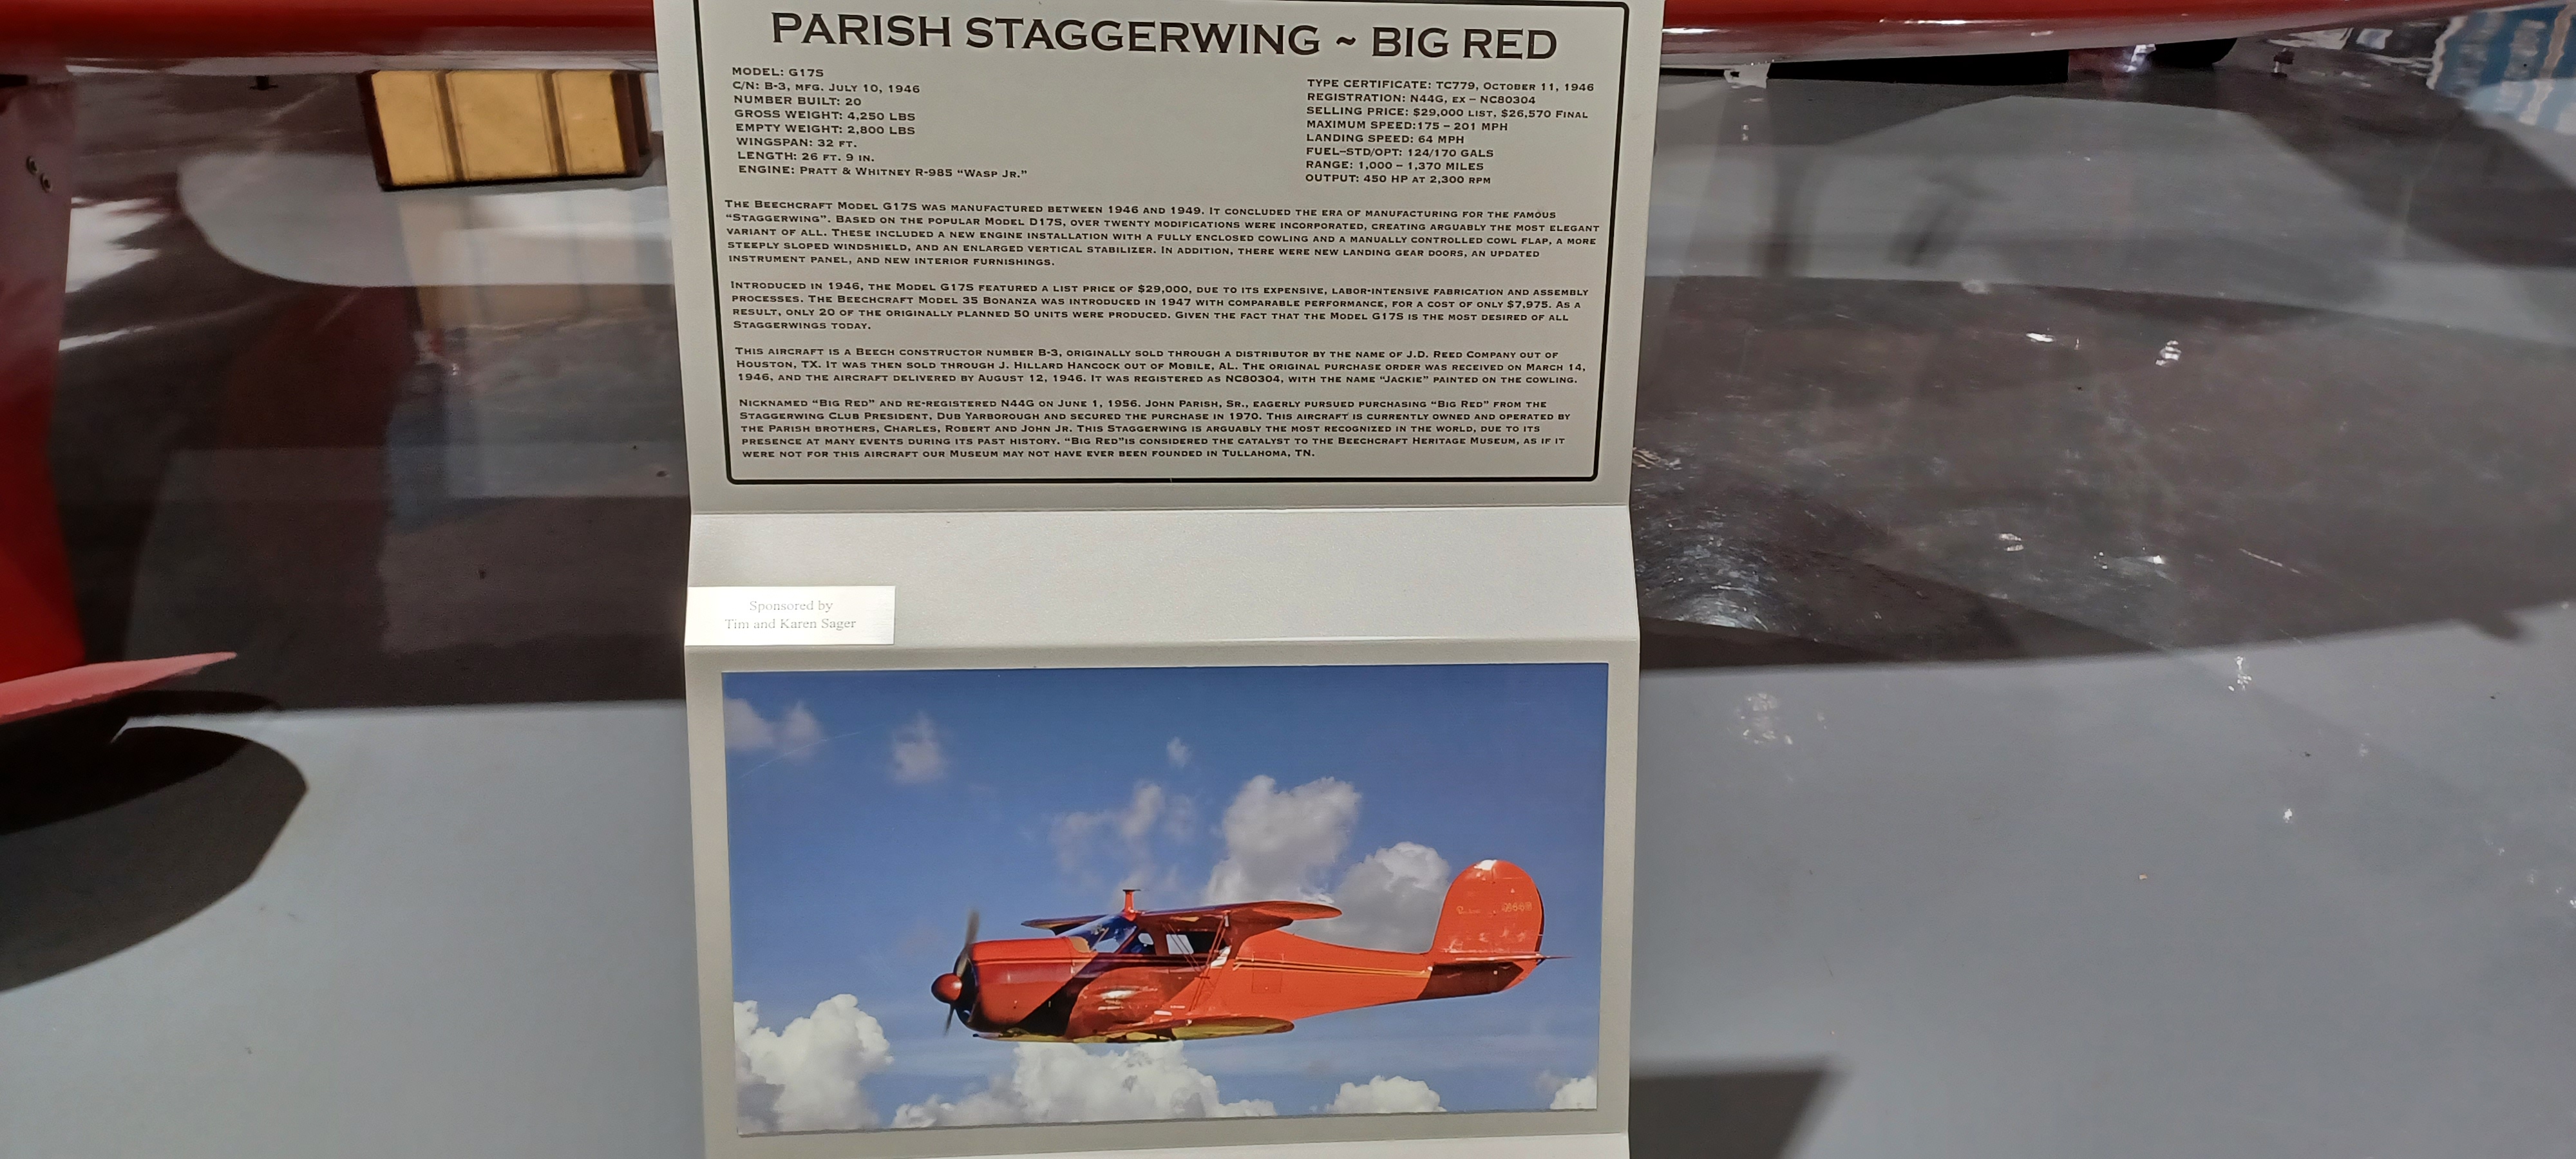 PARISH STAGGERWING ~ BIG RED
MODEL: G17S
C/N: B-3, MFG. JULY 10, 1946
NUMBER BUILT: 20
GROSS WEIGHT: 4,250 LBS
EMPTY WEIGHT: 2,800 LBS
WINGSPAN: 32 FT.
LENGTH: 26 FT. 9 IN.
ENGINE: PRATT & WHITNEY R-985 "WASP JR."
TYPE CERTIFICATE: TC779, OCTOBER 11, 1946
REGISTRATION: N44G, EX – NC80304
SELLING PRICE: $29,000 LIST, $26,570 FINAL
MAXIMUM SPEED:175 – 201 MPH
LANDING SPEED: 64 MPH
FUEL–STD/OPT: 124/170 GALS
RANGE: 1,000 – 1,370 MILES
OUTPUT: 450 HP AT 2,300 RPM
THE BEECHCRAFT MODEL G17S WAS MANUFACTURED BETWEEN 1946 AND 1949. IT CONCLUDED THE ERA OF MANUFACTURING FOR THE FAMOUS
"STAGGERWING". BASED ON THE POPULAR MODEL D17S, OVER TWENTY MODIFICATIONS WERE INCORPORATED, CREATING ARGUABLY THE MOST ELEGANT
VARIANT OF ALL. THESE INCLUDED A NEW ENGINE INSTALLATION WITH A FULLY ENCLOSED COWLING AND A MANUALLY CONTROLLED COWL FLAP, A MORE
STEEPLY SLOPED WINDSHIELD, AND AN ENLARGED VERTICAL STABILIZER. IN ADDITION, THERE WERE NEW LANDING GEAR DOORS, AN UPDATED
INSTRUMENT PANEL, AND NEW INTERIOR FURNISHINGS.
INTRODUCED IN 1946, THE MODEL G17S FEATURED A LIST PRICE OF $29,000, DUE TO ITS EXPENSIVE, LABOR-INTENSIVE FABRICATION AND ASSEMBLY
PROCESSES. THE BEECHCRAFT MODEL 35 BONANZA WAS INTRODUCED IN 1947 WITH COMPARABLE PERFORMANCE, FOR A COST OF ONLY $7,975. AS A
RESULT, ONLY 20 OF THE ORIGINALLY PLANNED 50 UNITS WERE PRODUCED. GIVEN THE FACT THAT THE MODEL G17S IS THE MOST DESIRED OF ALL
STAGGERWINGS TODAY.
THIS AIRCRAFT IS A BEECH CONSTRUCTOR NUMBER B-3, ORIGINALLY SOLD THROUGH A DISTRIBUTOR BY THE NAME OF J.D. REED COMPANY OUT OF
HOUSTON, TX. IT WAS THEN SOLD THROUGH J. HILLARD HANCOCK OUT OF MOBILE, AL. THE ORIGINAL PURCHASE ORDER WAS RECEIVED ON MARCH 14,
1946, AND THE AIRCRAFT DELIVERED BY AUGUST 12, 1946. IT WAS REGISTERED AS NC80304, WITH THE NAME "JACKIE" PAINTED ON THE COWLING.
NICKNAMED "BIG RED" AND RE-REGISTERED N44G ON JUNE 1, 1956. JOHN PARISH, SR., EAGERLY PURSUED PURCHASING "BIG RED" FROM THE
STAGGERWING CLUB PRESIDENT, DUB YARBOROUGH AND SECURED THE PURCHASE IN 1970. THIS AIRCRAFT IS CURRENTLY OWNED AND OPERATED BY
THE PARISH BROTHERS, CHARLES, ROBERT AND JOHN JR. THIS STAGGERWING IS ARGUABLY THE MOST RECOGNIZED IN THE WORLD, DUE TO ITS
PRESENCE AT MANY EVENTS DURING ITS PAST HISTORY. "BIG RED"IS CONSIDERED THE CATALYST TO THE BEECHCRAFT HERITAGE MUSEUM, AS IF IT
WERE NOT FOR THIS AIRCRAFT OUR MUSEUM MAY NOT HAVE EVER BEEN FOUNDED IN TULLAHOMA, TN.
Sponsored by
Tim and Karen Sager